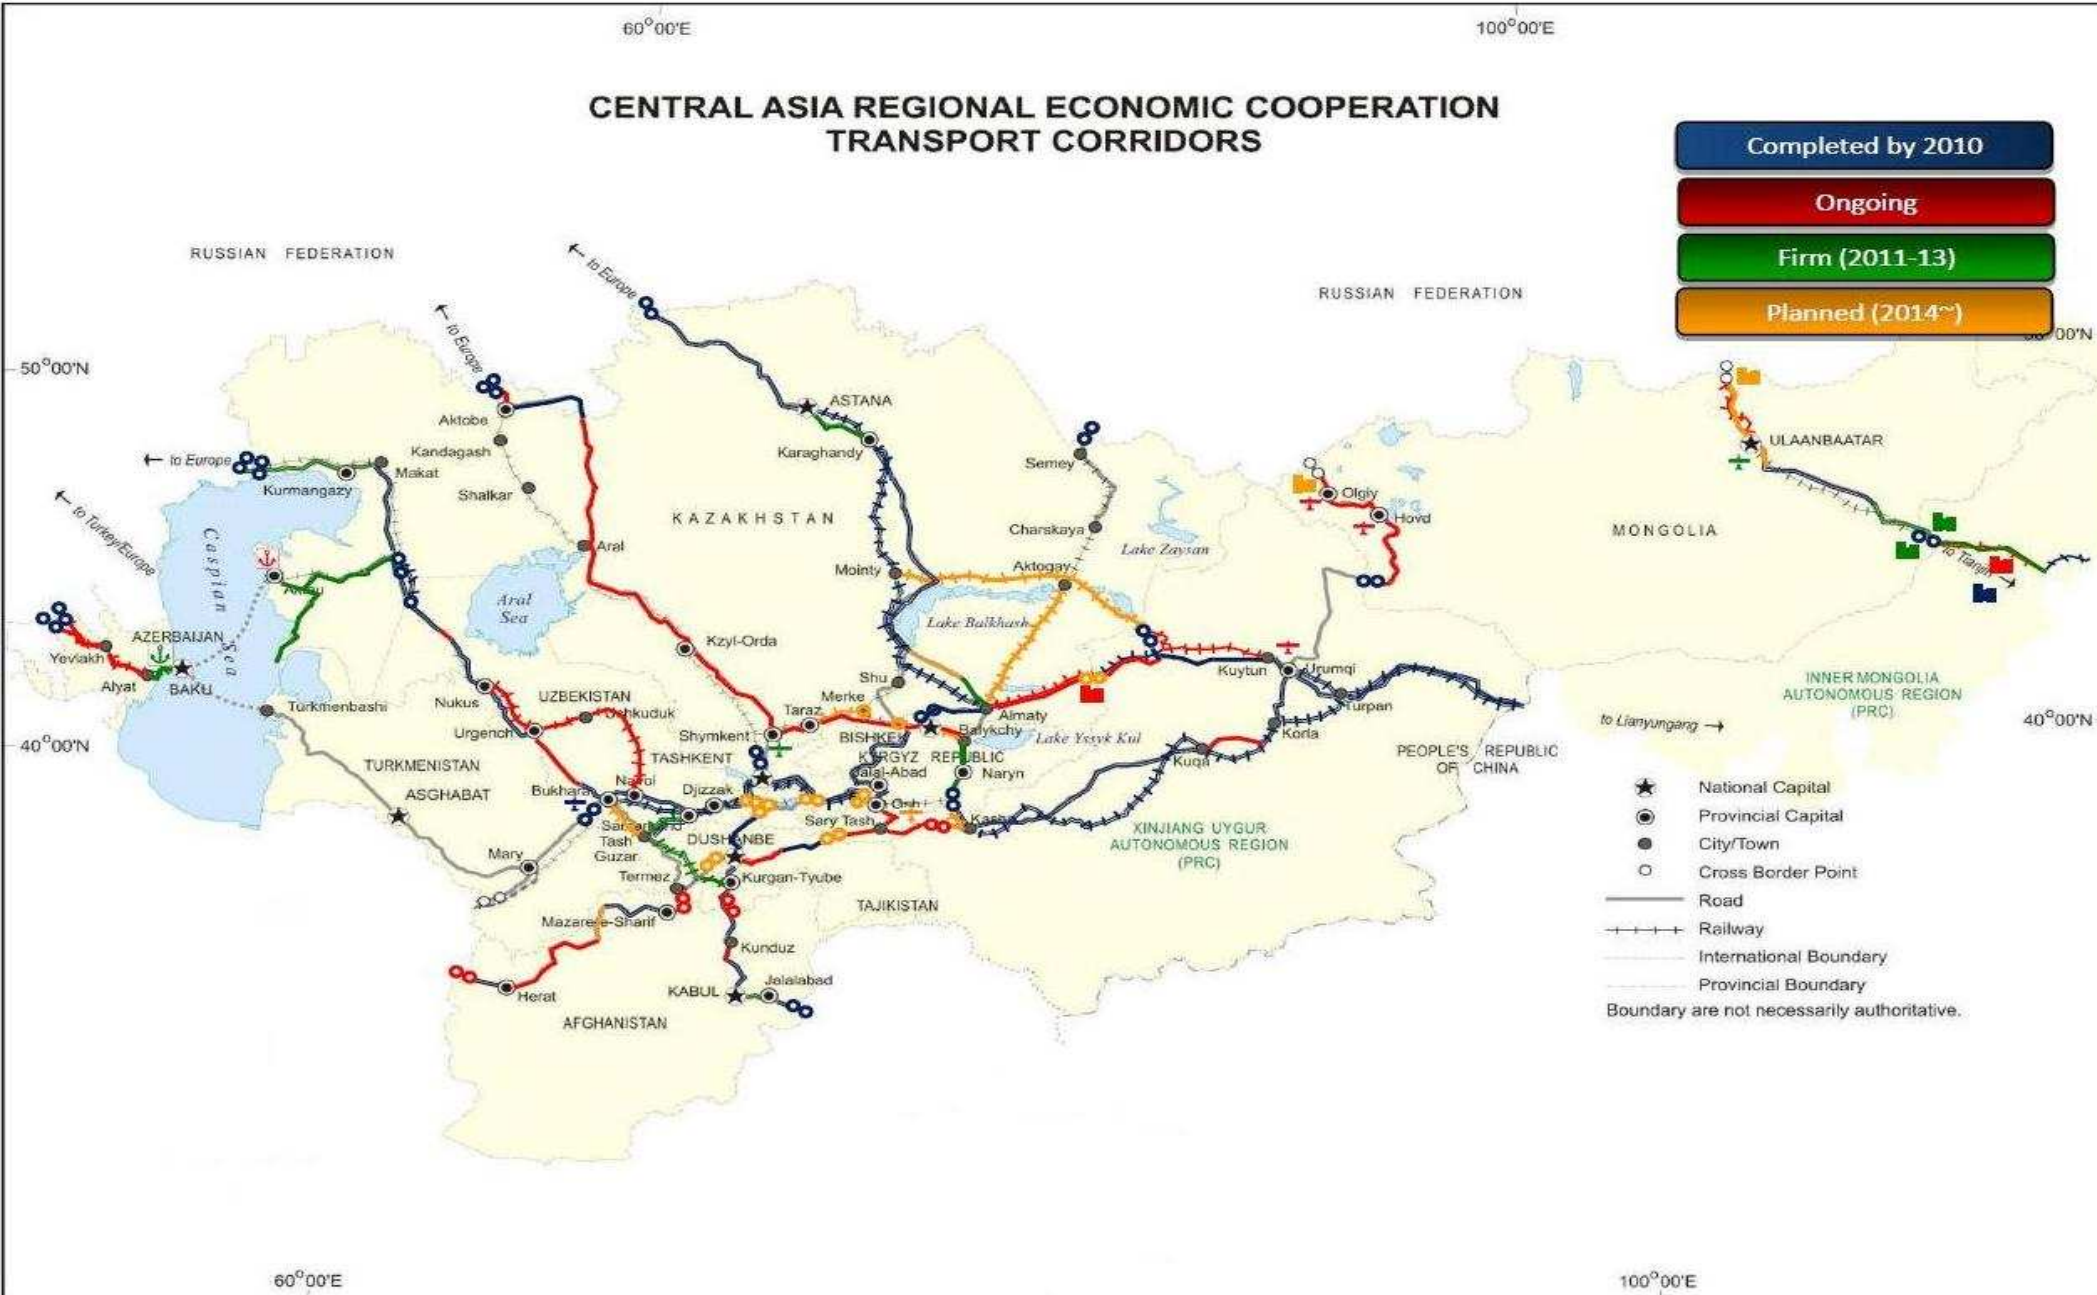 60°00'E
100°00'E
CENTRAL ASIA REGIONAL ECONOMIC COOPERATION
TRANSPORT CORRIDORS
Completed by 2010
Ongoing
Firm (2011-13)
Planned (2014~)
RUSSIAN FEDERATION
to Europe
RUSSIAN FEDERATION
00'N
50°00'N
to Europe
ASTANA
Aktobe
Karaghandy
Kandagash
ULAANBAATAR
to Europe
Makat
Semey
Kurmangazy
Shalkar
Olgiy
Hovd
to Turkey/Europe
Caspian Sea
KAZAKHSTAN
Charskaya
MONGOLIA
Aral
Lake Zaysan
to Tianjin
Mointy
Aktogay
Aral
Sea
Lake Balkhash
AZERBAIJAN
Yevlakh
Kzyl-Orda
Alyat
BAKU
Shu
Kuytun
Urumqi
INNER MONGOLIA
AUTONOMOUS REGION
(PRC)
Nukus
UZBEKISTAN
Merke
Turkmenbashi
Turpan
Taraz
Almaty
to Lianyungang
40°00'N
Urgench
Shymkent
BISHKEK
Balykchy
Lake Yssyk Kul
Korla
40°00'N
TASHKENT
KYRGYZ REPUBLIC
PEOPLE'S REPUBLIC
OF CHINA
TURKMENISTAN
Jalal-Abad
Naryn
Kuqa
ASGHABAT
Bukhara
Navoi
Djizzak
Osh
National Capital
Sary Tash
Provincial Capital
DUSHANBE
Tash
Guzar
XINJIANG UYGUR
AUTONOMOUS REGION
(PRC)
City/Town
Mary
Termez
Kurgan-Tyube
Cross Border Point
TAJIKISTAN
Road
Mazare-e-Sharif
Railway
Kunduz
International Boundary
Herat
KABUL
Jalalabad
Provincial Boundary
AFGHANISTAN
Boundary are not necessarily authoritative.
60°00'E
100°00'E